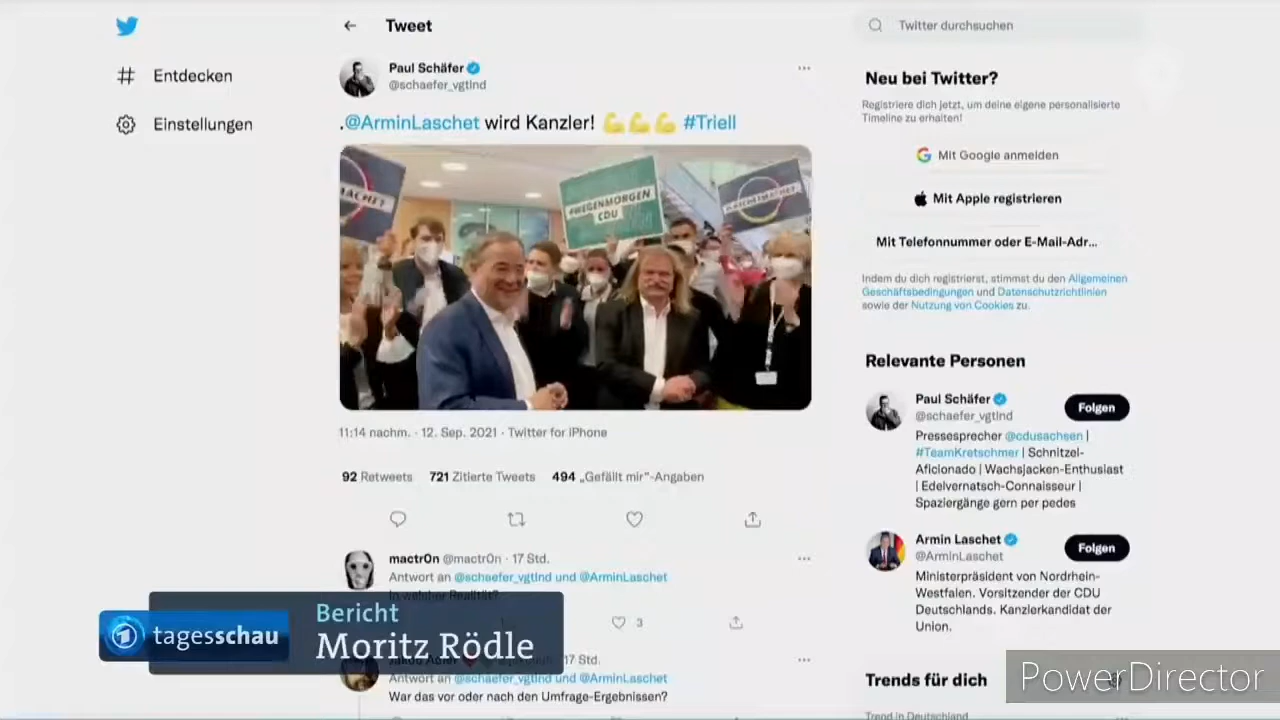 Tweet
Twitter durchsuchen
Entdecken
Einstellungen
Paul Schäfer
@schaefer_vgtlnd
.@ArminLaschet wird Kanzler! 💪💪💪 #Triell
#WEGENMORGEN
CDU
11:14 nachm. · 12. Sep. 2021 · Twitter for iPhone
92 Retweets 721 Zitierte Tweets 494 „Gefällt mir“-Angaben
mactr0n @mactr0n · 17 Std.
Antwort an @schaefer_vgtlnd und @ArminLaschet
In welcher Realität?
3
17 Std.
Antwort an @schaefer_vgtlnd und @ArminLaschet
War das vor oder nach den Umfrage-Ergebnissen?
Neu bei Twitter?
Registriere dich jetzt, um deine eigene personalisierte
Timeline zu erhalten!
Mit Google anmelden
Mit Apple registrieren
Mit Telefonnummer oder E-Mail-Adr...
Indem du dich registrierst, stimmst du den Allgemeinen
Geschäftsbedingungen und Datenschutzrichtlinien
sowie der Nutzung von Cookies zu.
Relevante Personen
Paul Schäfer
@schaefer_vgtlnd
Folgen
Pressesprecher @cdusachsen |
#TeamKretschmer | Schnitzel-
Aficionado | Wachsjacken-Enthusiast
| Edelvernatsch-Connaisseur |
Spaziergänge gern per pedes
Armin Laschet
@ArminLaschet
Folgen
Ministerpräsident von Nordrhein-
Westfalen. Vorsitzender der CDU
Deutschlands. Kanzlerkandidat der
Union.
Trends für dich
Trend in Deutschland
tagesschau
Bericht
Moritz Rödle
PowerDirector